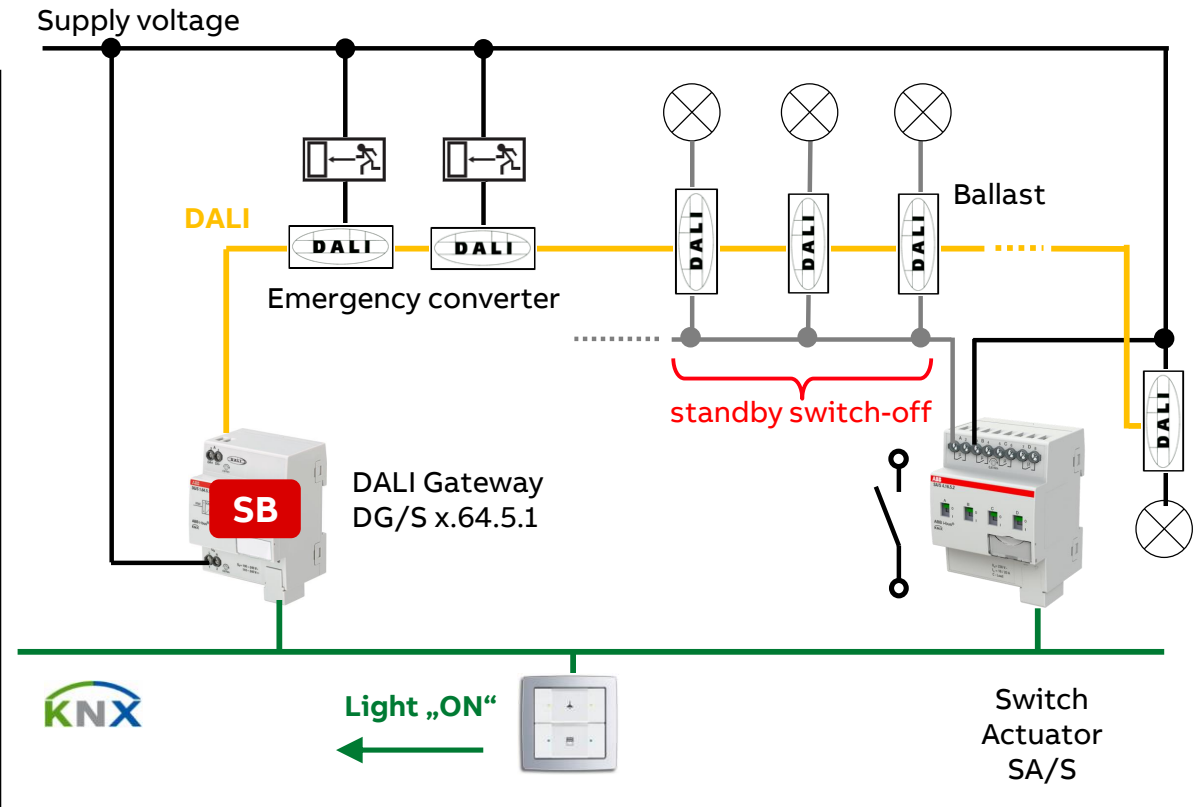 Supply voltage
DALI
DALI
DALI
Emergency converter
DALI
DALI
DALI
Ballast
standby switch-off
DALI
SB
DALI Gateway
DG/S x.64.5.1
ABB
KNX
Light „ON“
Switch
Actuator
SA/S